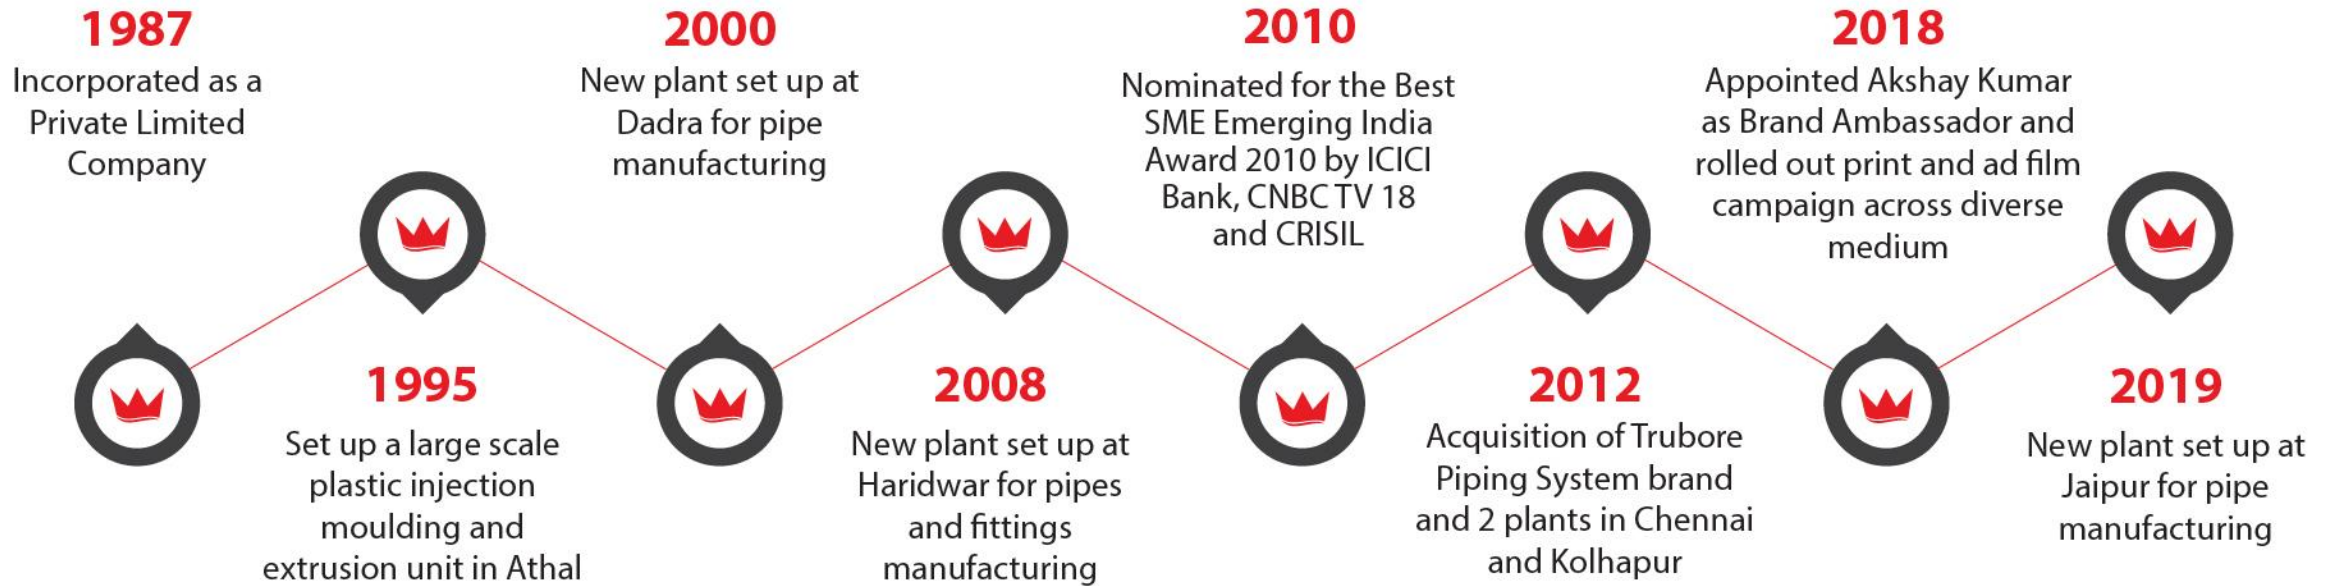 1987
Incorporated as a
Private Limited
Company
1995
Set up a large scale
plastic injection
moulding and
extrusion unit in Athal
2000
New plant set up at
Dadra for pipe
manufacturing
2008
New plant set up at
Haridwar for pipes
and fittings
manufacturing
2010
Nominated for the Best
SME Emerging India
Award 2010 by ICICI
Bank, CNBC TV 18
and CRISIL
2012
Acquisition of Trubore
Piping System brand
and 2 plants in Chennai
and Kolhapur
2018
Appointed Akshay Kumar
as Brand Ambassador and
rolled out print and ad film
campaign across diverse
medium
2019
New plant set up at
Jaipur for pipe
manufacturing